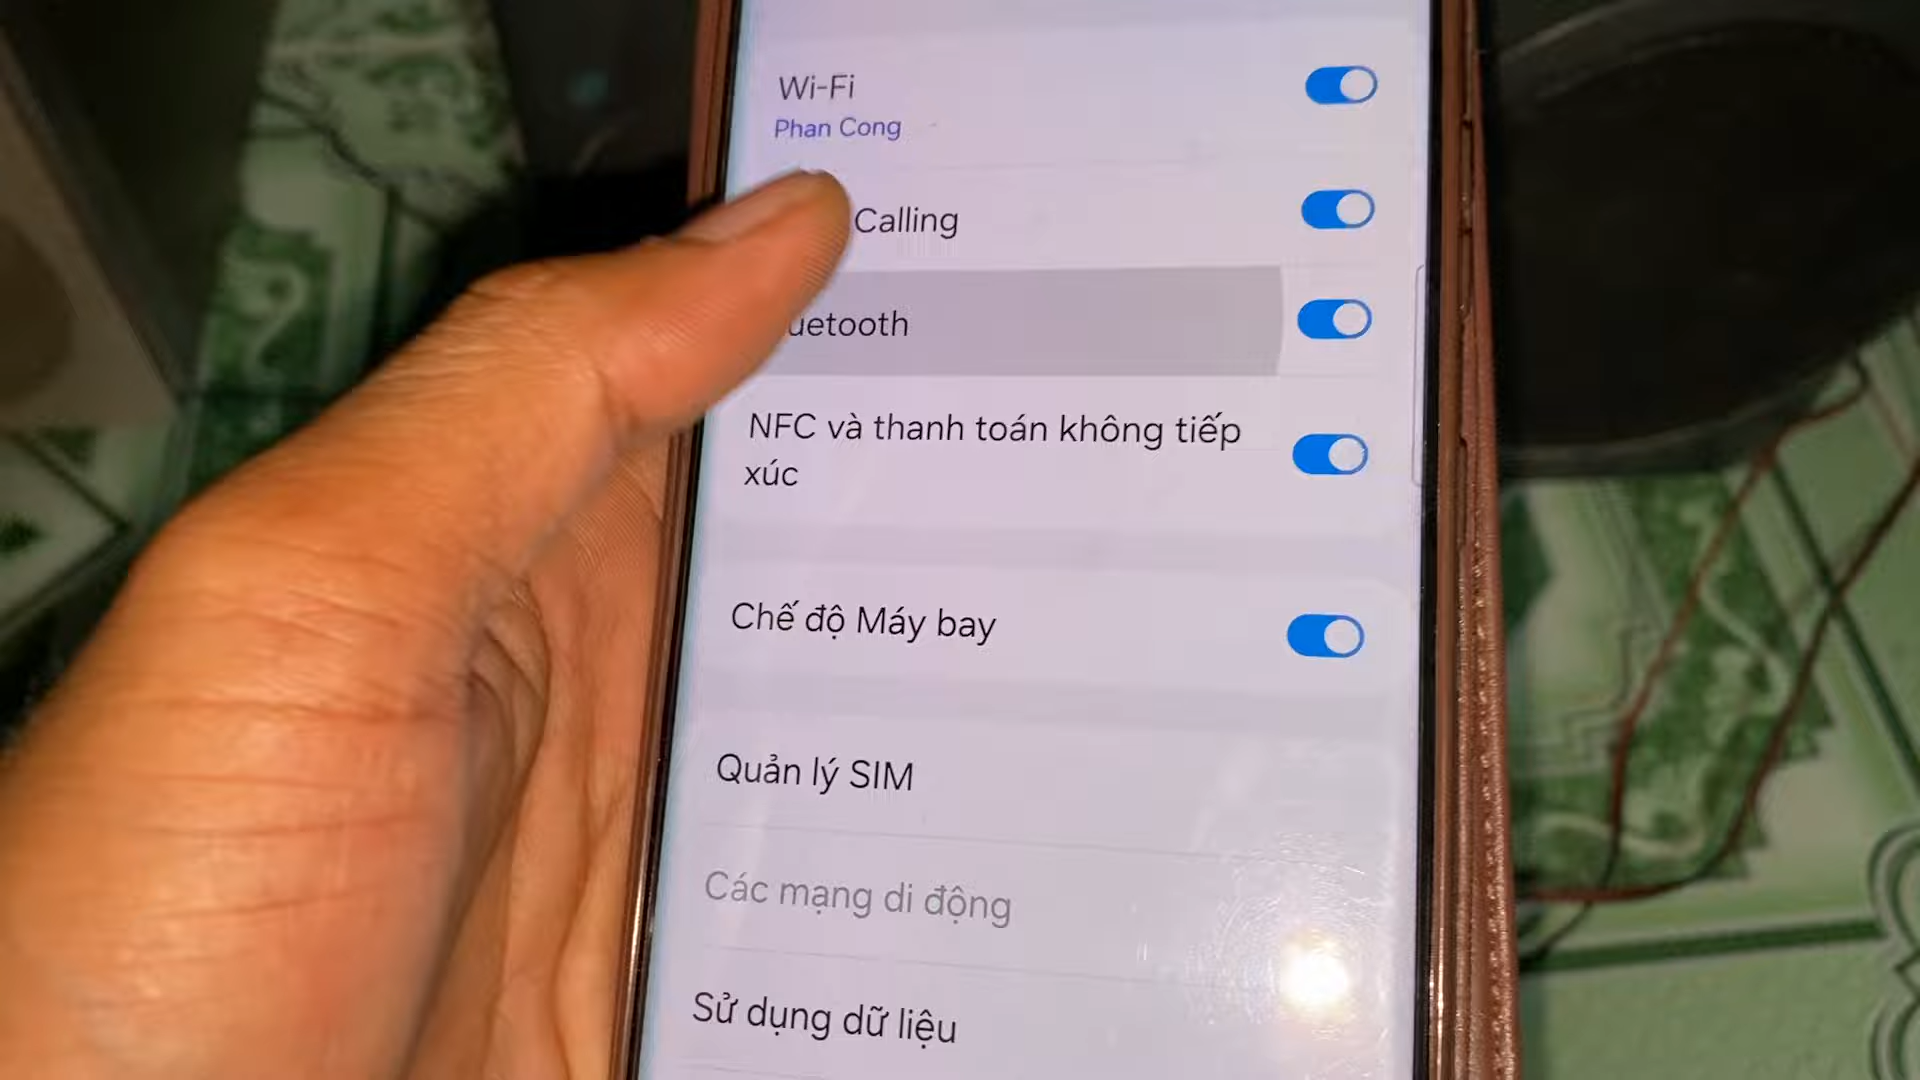 Wi-Fi
Phan Cong
Calling
uetooth
NFC và thanh toán không tiếp
xúc
Chế độ Máy bay
Quản lý SIM
Các mạng di động
Sử dụng dữ liệu